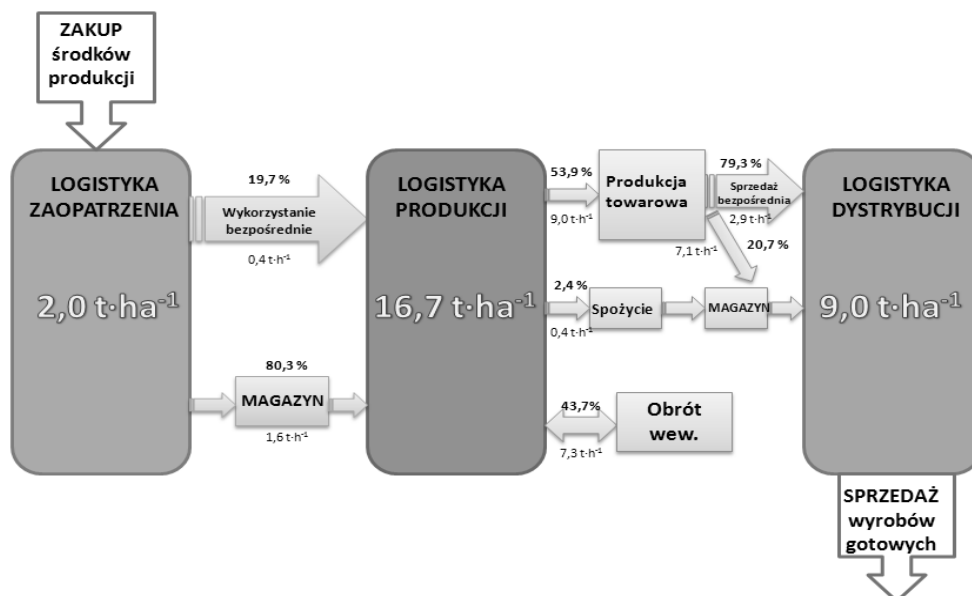 ZAKUP
środków
produkcji
LOGISTYKA
ZAOPATRZENIA
2,0 t·ha⁻¹
19,7 %
Wykorzystanie
bezpośrednie
0,4 t·h⁻¹
80,3 %
MAGAZYN
1,6 t·h⁻¹
LOGISTYKA
PRODUKCJI
16,7 t·ha⁻¹
53,9 %
9,0 t·h⁻¹
Produkcja
towarowa
79,3 %
Sprzedaż
bezpośrednia
2,9 t·h⁻¹
7,1 t·h⁻¹
20,7 %
2,4 %
0,4 t·h⁻¹
Spożycie
MAGAZYN
43,7%
7,3 t·h⁻¹
Obrót
wew.
LOGISTYKA
DYSTRYBUCJI
9,0 t·ha⁻¹
SPRZEDAŻ
wyrobów
gotowych